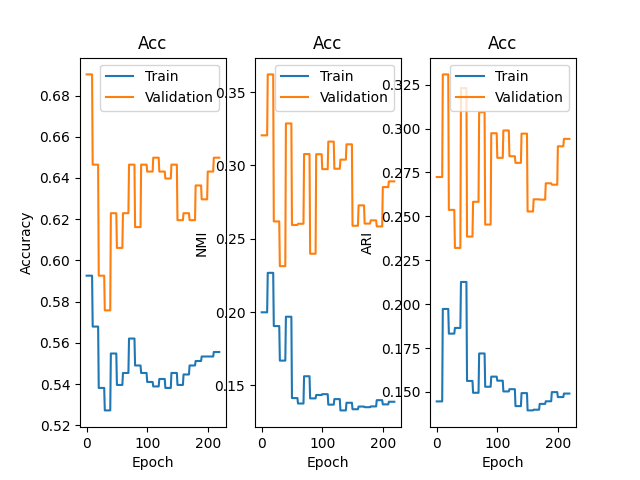 Acc
Train
Validation
0.68
0.66
0.64
0.62
0.60
0.58
0.56
0.54
0.52
Accuracy
0
100
200
Epoch
Acc
Train
Validation
0.35
0.30
0.25
0.20
0.15
NMI
0
100
200
Epoch
Acc
Train
Validation
0.325
0.300
0.275
0.250
0.225
0.200
0.175
0.150
ARI
0
100
200
Epoch